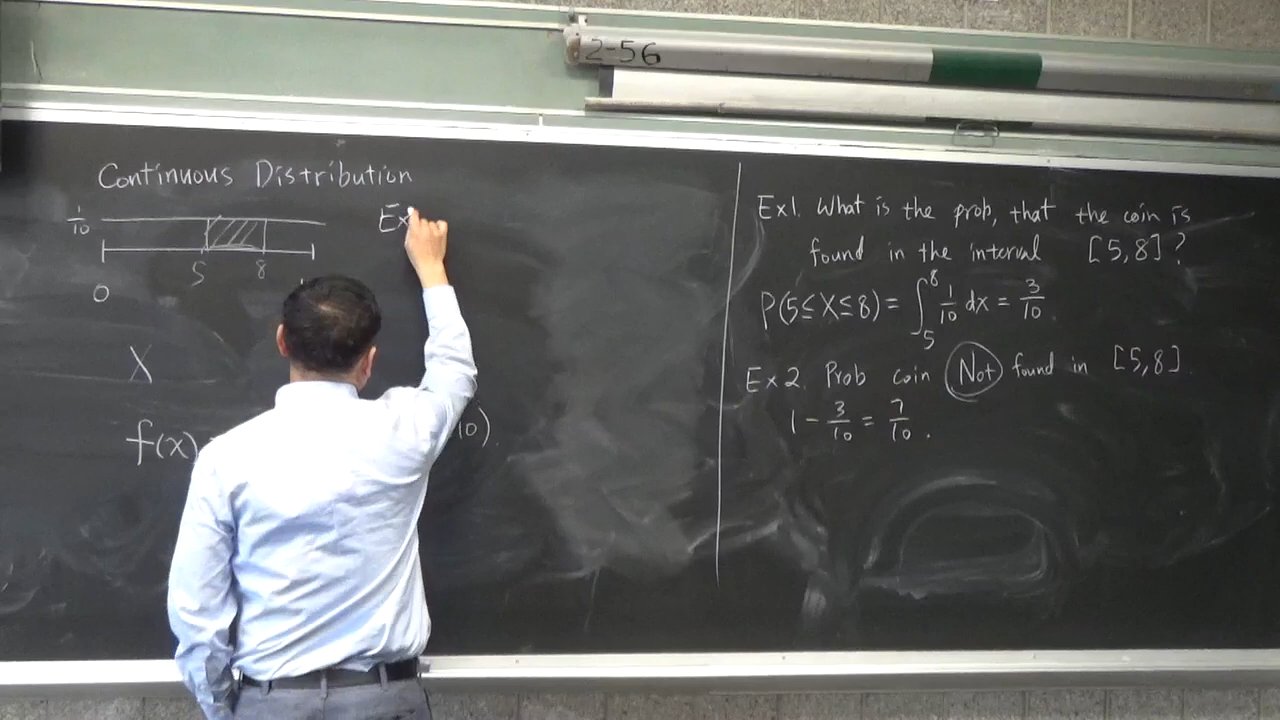 2-56
Continuous Distribution
1/10
5 8
0
X
f(x)
10).
Ex
Ex1. What is the prob, that the coin is
found in the interval [5,8]?
P(5≤X≤8) = ∫₅⁸ 1/10 dx = 3/10.
Ex2. Prob coin Not found in [5,8].
1 - 3/10 = 7/10.